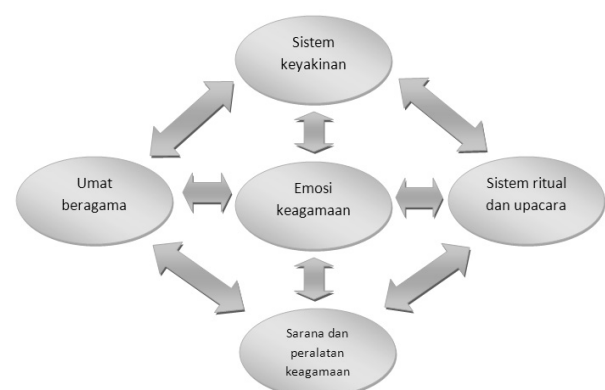 Sistem
keyakinan
Umat
beragama
Emosi
keagamaan
Sistem ritual
dan upacara
Sarana dan
peralatan
keagamaan